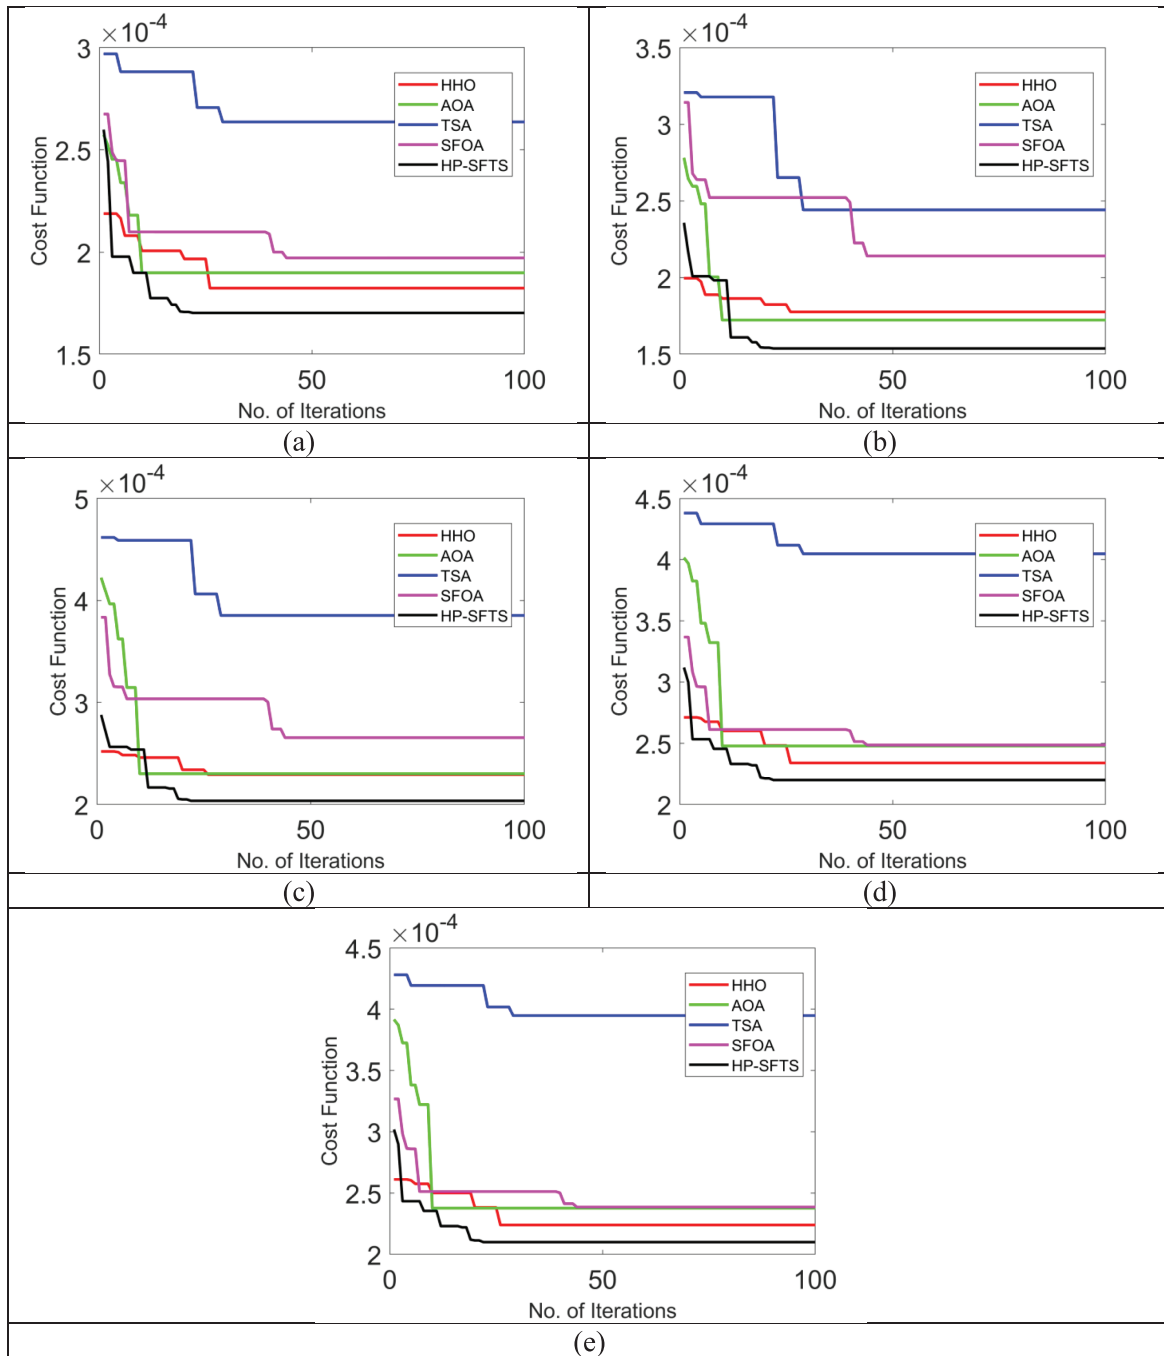 ×10^-4
3
2.5
2
1.5
Cost Function
HHO
AOA
TSA
SFOA
HP-SFTS
0 50 100
No. of Iterations
(a)
×10^-4
3.5
3
2.5
2
1.5
Cost Function
HHO
AOA
TSA
SFOA
HP-SFTS
0 50 100
No. of Iterations
(b)
×10^-4
5
4
3
2
Cost Function
HHO
AOA
TSA
SFOA
HP-SFTS
0 50 100
No. of Iterations
(c)
×10^-4
4.5
4
3.5
3
2.5
2
Cost Function
HHO
AOA
TSA
SFOA
HP-SFTS
0 50 100
No. of Iterations
(d)
×10^-4
4.5
4
3.5
3
2.5
2
Cost Function
HHO
AOA
TSA
SFOA
HP-SFTS
0 50 100
No. of Iterations
(e)